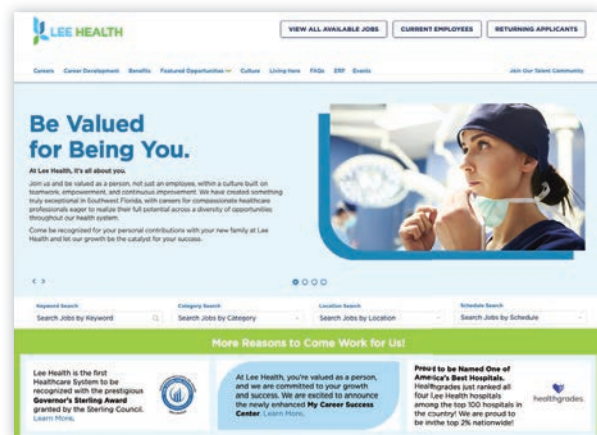 LEE HEALTH
VIEW ALL AVAILABLE JOBS
CURRENT EMPLOYEES
RETURNING APPLICANTS
Careers Career Development Benefits Featured Opportunities Culture Living Here FAQs ERP Events
Join Our Talent Community
Be Valued
for Being You.
At Lee Health, it's all about you.
Join us and be valued as a person, not just an employee, within a culture built on
teamwork, empowerment, and continuous improvement. We have created something
truly exceptional in Southwest Florida, with careers for compassionate healthcare
professionals eager to realize their full potential across a diversity of opportunities
throughout our health system.
Come be recognized for your personal contributions with your new family at Lee
Health and let our growth be the catalyst for your success.
Keyword Search
Search Jobs by Keyword
Category Search
Search Jobs by Category
Location Search
Search Jobs by Location
Schedule Search
Search Jobs by Schedule
More Reasons to Come Work for Us!
Lee Health is the first
Healthcare System to be
recognized with the prestigious
Governor's Sterling Award
granted by the Sterling Council.
Learn More.
At Lee Health, you're valued as a person,
and we are committed to your growth
and success. We are excited to announce
the newly enhanced My Career Success
Center. Learn More.
Proud to be Named One of
America's Best Hospitals.
Healthgrades just ranked all
four Lee Health hospitals
among the top 100 hospitals in
the country! We are proud to
be in the top 2% nationwide!
healthgrades.